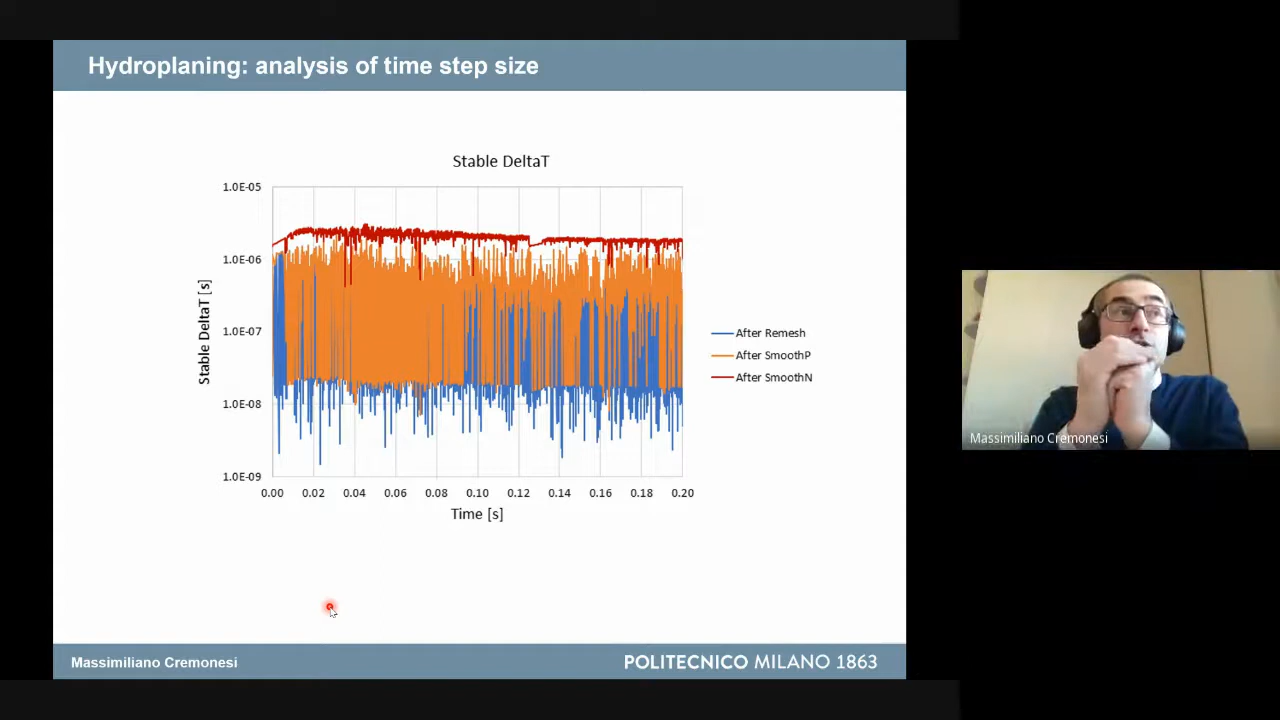 Hydroplaning: analysis of time step size
Stable DeltaT
1.0E-05
1.0E-06
1.0E-07
1.0E-08
1.0E-09
Stable DeltaT [s]
0.00 0.02 0.04 0.06 0.08 0.10 0.12 0.14 0.16 0.18 0.20
Time [s]
After Remesh
After SmoothP
After SmoothN
Massimiliano Cremonesi
Massimiliano Cremonesi
POLITECNICO MILANO 1863